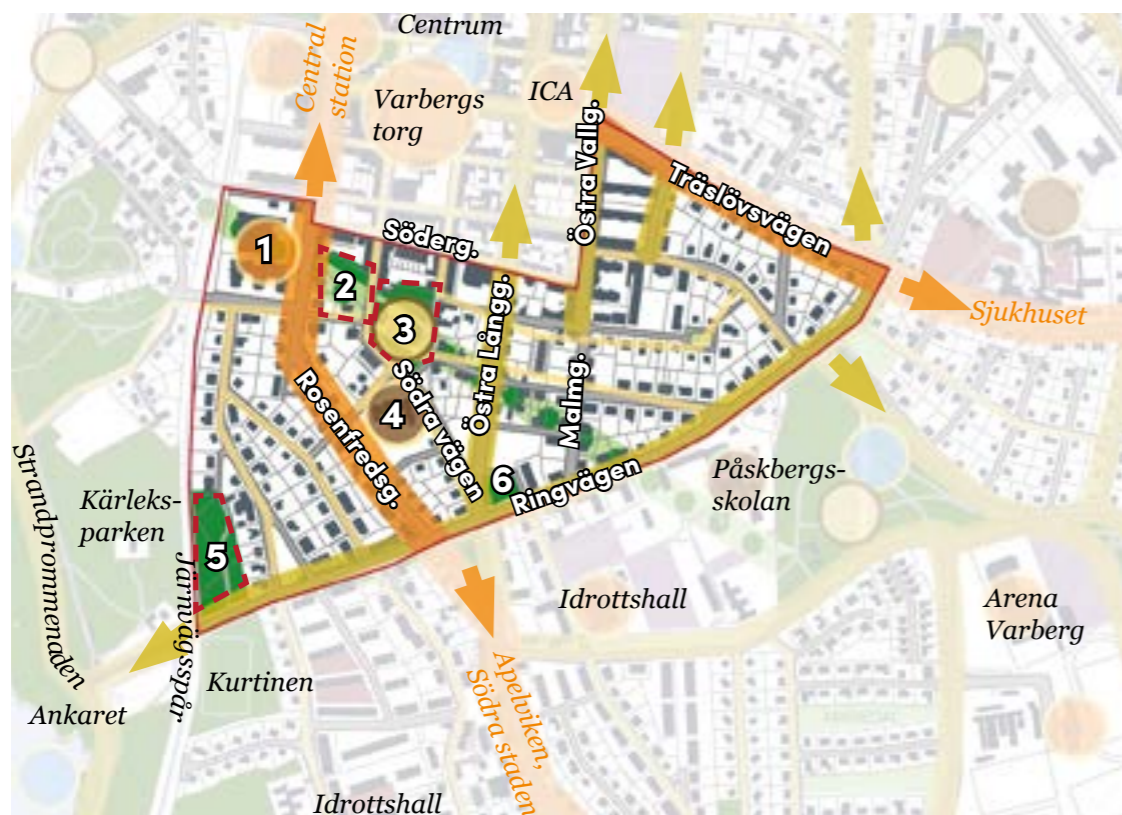 Centrum
Central
station
Varbergs
torg
ICA
Östra Vallg.
Träslövsvägen
1
Söderg.
2
3
Östra Långg.
Sjukhuset
4
Södra vägen
Rosenfredsg.
Malmg.
6
Ringvägen
Påskbergs-
skolan
Strandpromenaden
Kärleks-
parken
5
Järnvägsspår
Idrottshall
Arena
Varberg
Kurtinen
Ankaret
Apelviken,
Södra staden
Idrottshall